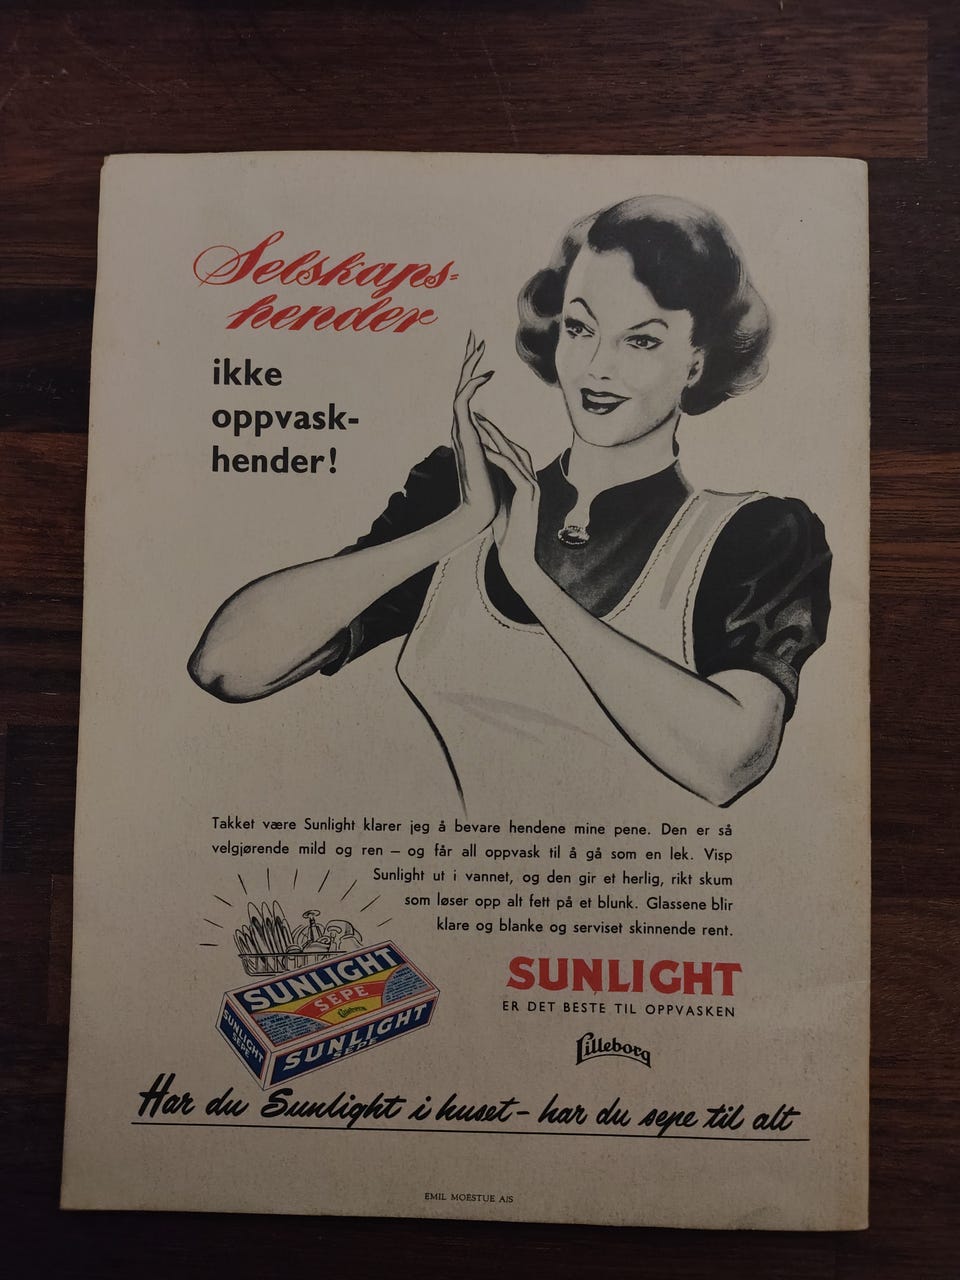 Selskaps-
hender
ikke
oppvask-
hender!
Takket være Sunlight klarer jeg å bevare hendene mine pene. Den er så
velgjørende mild og ren – og får all oppvask til å gå som en lek. Visp
Sunlight ut i vannet, og den gir et herlig, rikt skum
som løser opp alt fett på et blunk. Glassene blir
klare og blanke og serviset skinnende rent.
SUNLIGHT
SEPE
SUNLIGHT
SEPE
SUNLIGHT
SEPE
SUNLIGHT
ER DET BESTE TIL OPPVASKEN
Lilleborg
Har du Sunlight i huset – har du sepe til alt
EMIL MOESTUE A/S